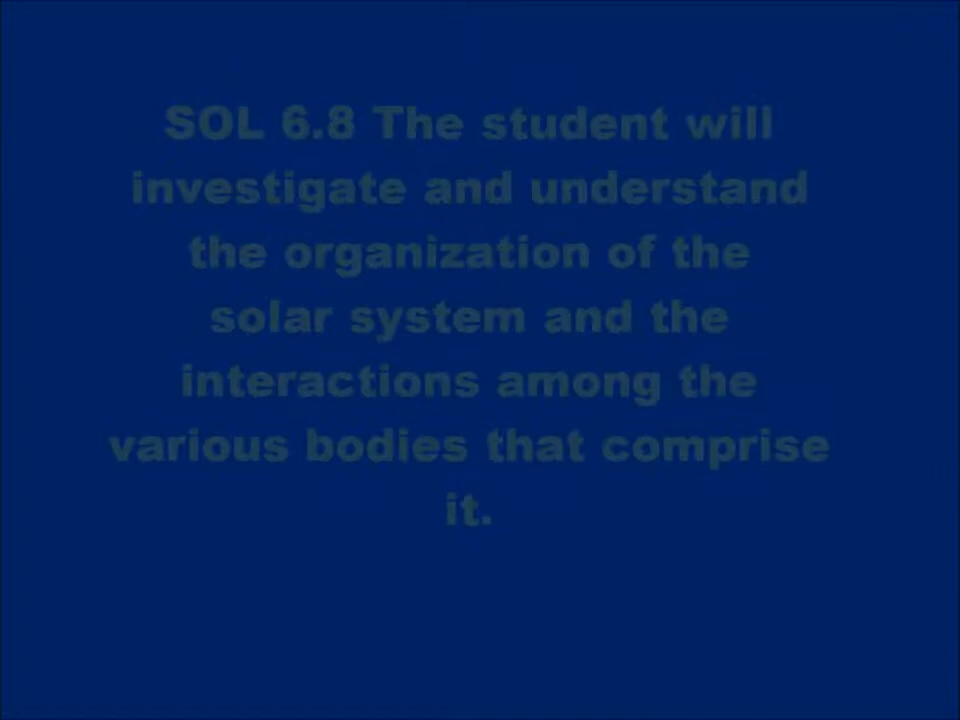 SOL 6.8 The student will
investigate and understand
the organization of the
solar system and the
interactions among the
various bodies that comprise
it.